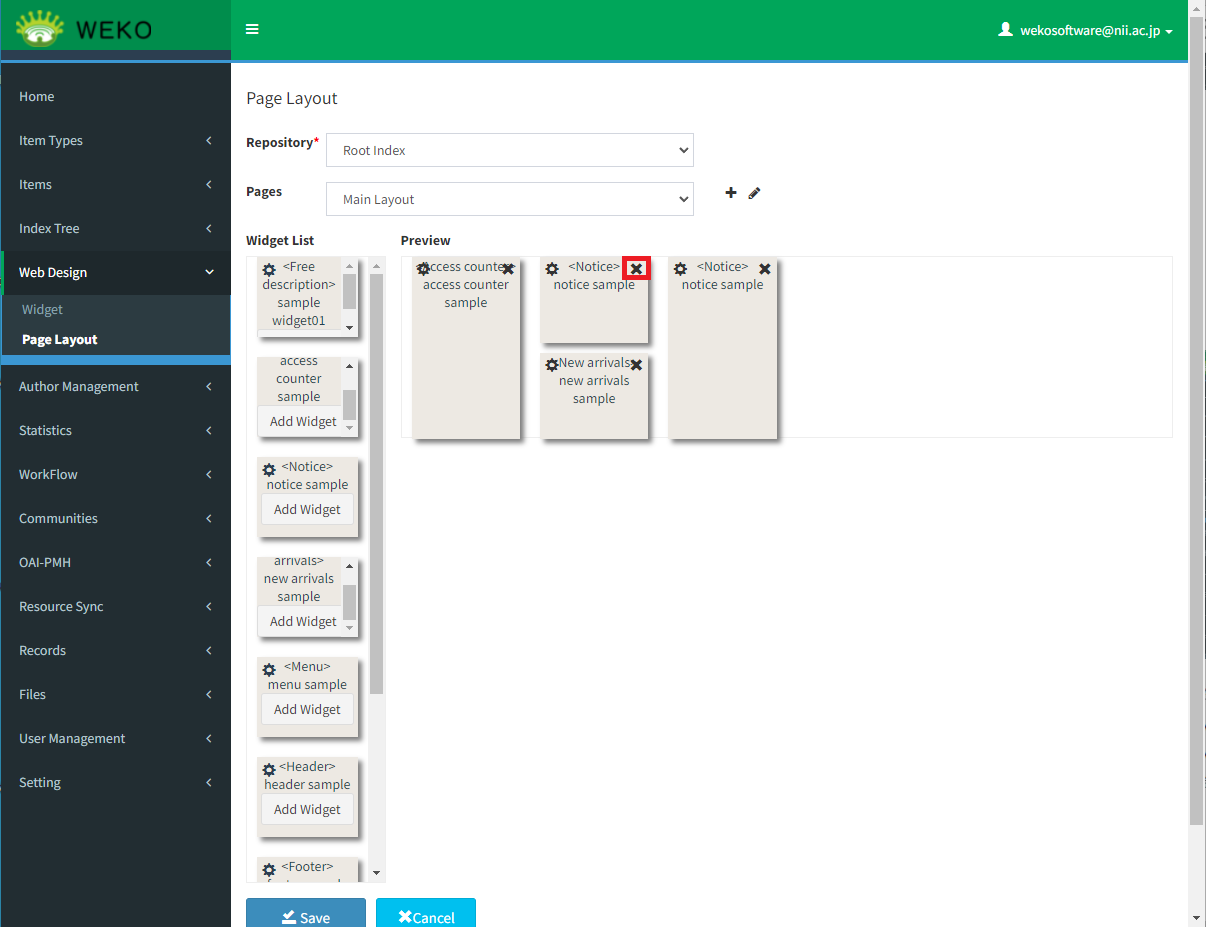 WEKO
wekosoftware@nii.ac.jp
Home
Item Types
Items
Index Tree
Web Design
Widget
Page Layout
Author Management
Statistics
WorkFlow
Communities
OAI-PMH
Resource Sync
Records
Files
User Management
Setting
Page Layout
Repository*
Root Index
Pages
Main Layout
Widget List
<Free
description>
sample
widget01
access
counter
sample
Add Widget
<Notice>
notice sample
Add Widget
arrivals>
new arrivals
sample
Add Widget
<Menu>
menu sample
Add Widget
<Header>
header sample
Add Widget
<Footer>
Preview
<Access counter>
access counter
sample
<Notice>
notice sample
New arrivals
new arrivals
sample
<Notice>
notice sample
Save
Cancel